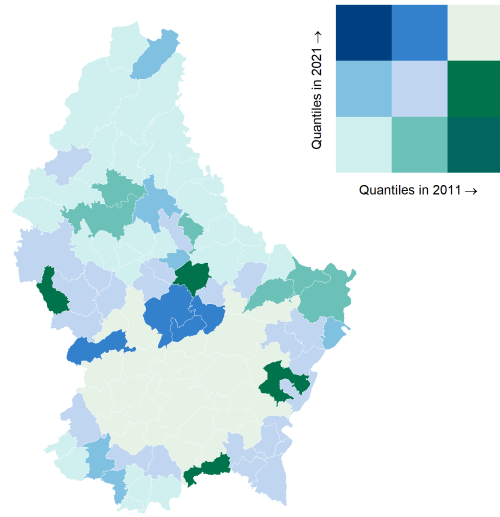 Quantiles in 2021 →
Quantiles in 2011 →